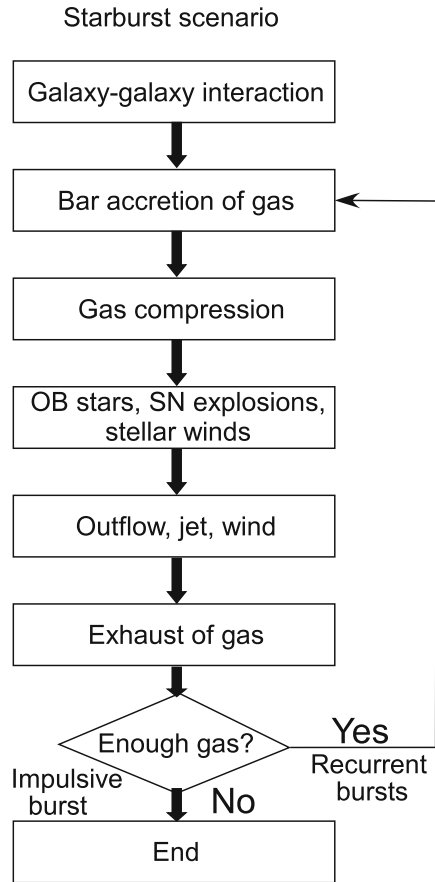 Starburst scenario
Galaxy-galaxy interaction
Bar accretion of gas
Gas compression
OB stars, SN explosions,
stellar winds
Outflow, jet, wind
Exhaust of gas
Enough gas?
Yes
Recurrent
bursts
Impulsive
burst
No
End